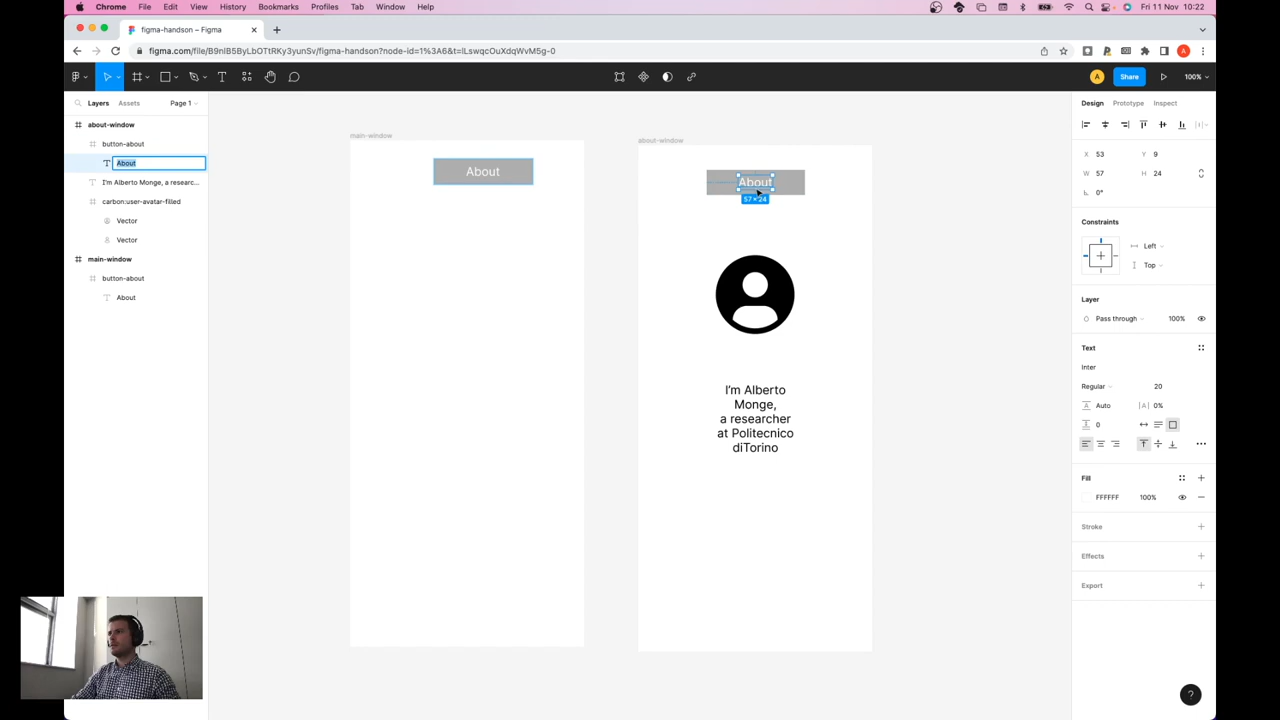 Chrome File Edit View History Bookmarks Profiles Tab Window Help
Fri 11 Nov 10:22
figma-handson – Figma
figma.com/file/B9nIB5ByLbOTtRKy3yunSv/figma-handson?node-id=1%3A6&t=lLswqcOuXdqWvM5g-0
A
A
Share
100%
Layers Assets Page 1
about-window
button-about
About
I'm Alberto Monge, a researc...
carbon:user-avatar-filled
Vector
Vector
main-window
button-about
About
main-window
About
about-window
About
57 × 24
I'm Alberto
Monge,
a researcher
at Politecnico
diTorino
Design Prototype Inspect
X 53 Y 9
W 57 H 24
0°
Constraints
Left
Top
Layer
Pass through 100%
Text
Inter
Regular 20
Auto |A| 0%
0
Fill
FFFFFF 100%
Stroke
Effects
Export
?